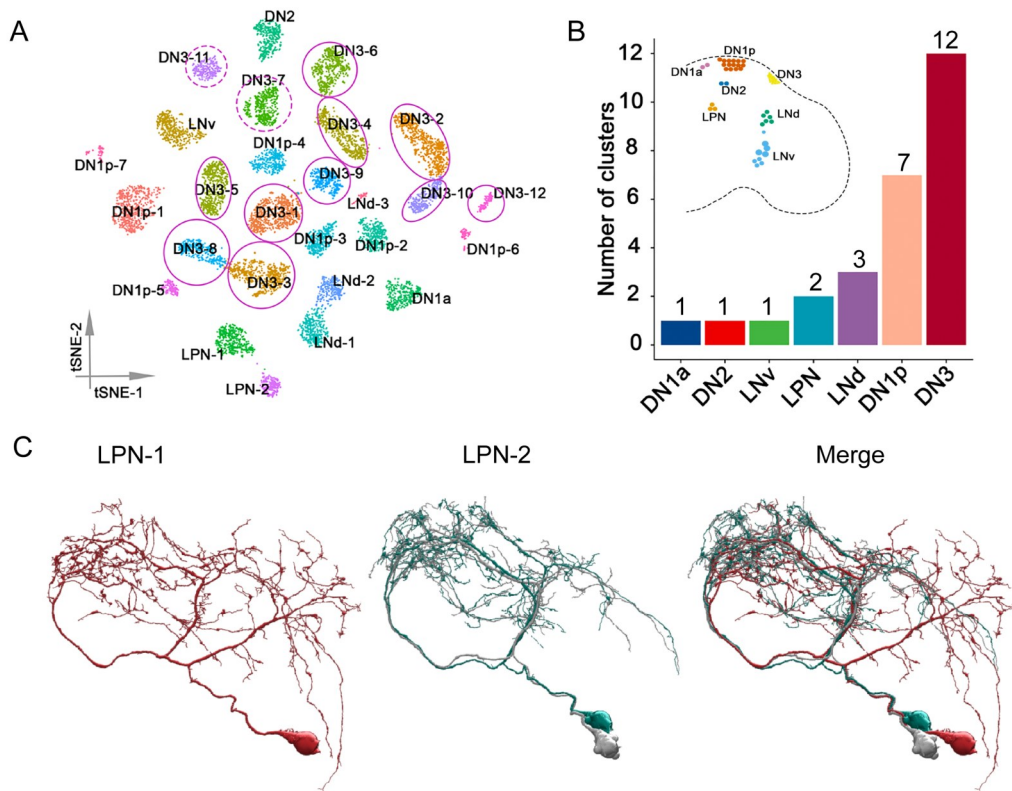 A
DN2
DN3-11
DN3-6
DN3-7
LNv
DN3-4
DN3-2
DN1p-7
DN1p-4
DN3-9
DN3-5
DN3-10
DN3-12
LNd-3
DN1p-1
DN3-1
DN1p-3
DN1p-2
DN1p-6
DN3-8
DN3-3
LNd-2
DN1p-5
DN1a
LNd-1
LPN-1
LPN-2
tSNE-2
tSNE-1
B
Number of clusters
12
10
8
6
4
2
0
1
1
1
2
3
7
12
DN1a
DN2
LNv
LPN
LNd
DN1p
DN3
DN1p
DN1a
DN3
DN2
LPN
LNd
LNv
C
LPN-1
LPN-2
Merge